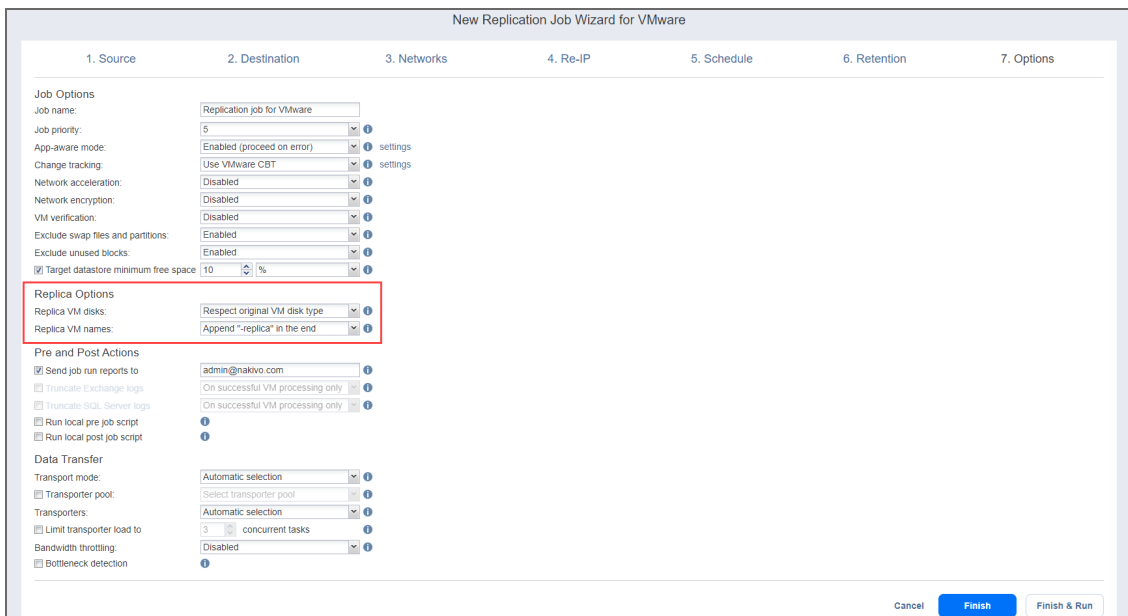 New Replication Job Wizard for VMware
1. Source 2. Destination 3. Networks 4. Re-IP 5. Schedule 6. Retention 7. Options
Job Options
Job name: Replication job for VMware
Job priority: 5
App-aware mode: Enabled (proceed on error) settings
Change tracking: Use VMware CBT settings
Network acceleration: Disabled
Network encryption: Disabled
VM verification: Disabled
Exclude swap files and partitions: Enabled
Exclude unused blocks: Enabled
Target datastore minimum free space 10 %
Replica Options
Replica VM disks: Respect original VM disk type
Replica VM names: Append "-replica" in the end
Pre and Post Actions
Send job run reports to admin@nakivo.com
Truncate Exchange logs On successful VM processing only
Truncate SQL Server logs On successful VM processing only
Run local pre job script
Run local post job script
Data Transfer
Transport mode: Automatic selection
Transporter pool: Select transporter pool
Transporters: Automatic selection
Limit transporter load to 3 concurrent tasks
Bandwidth throttling: Disabled
Bottleneck detection
Cancel Finish Finish & Run